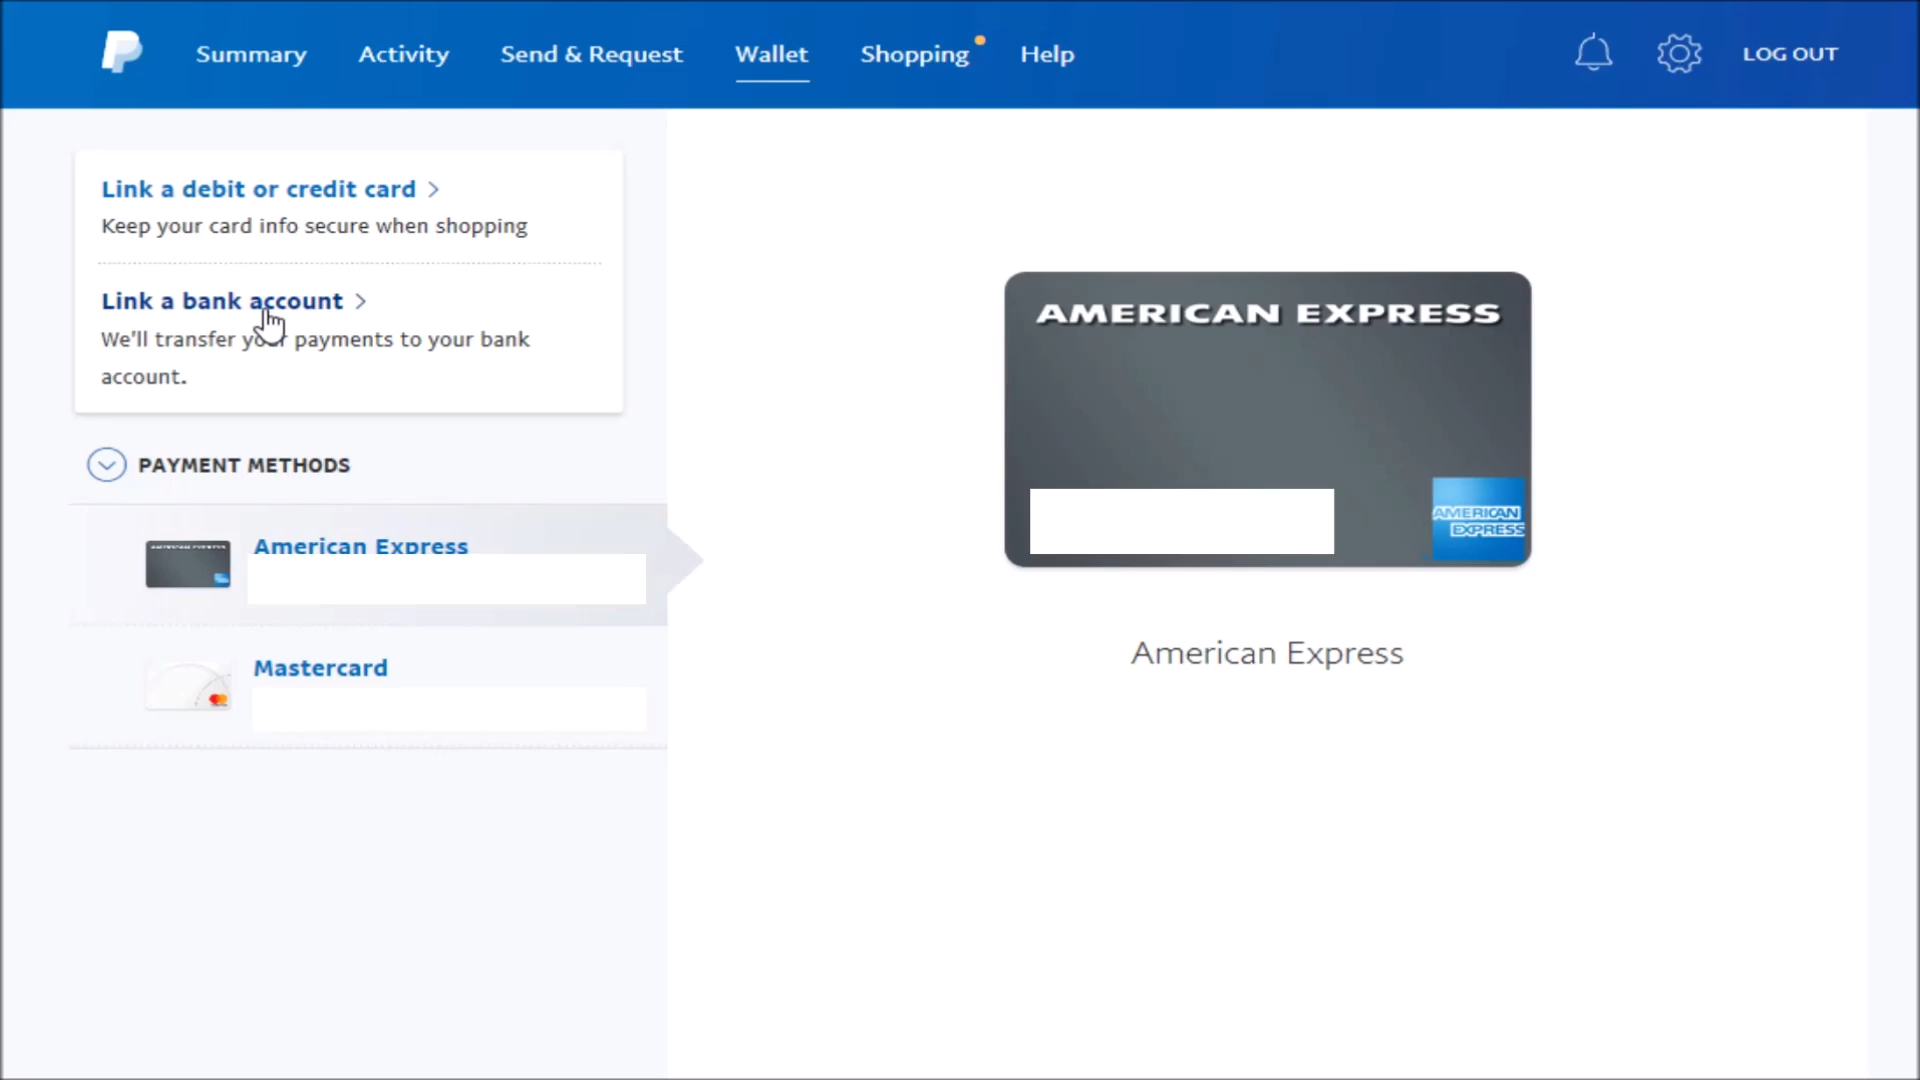 Summary Activity Send & Request Wallet Shopping Help LOG OUT
Link a debit or credit card >
Keep your card info secure when shopping
Link a bank account >
We'll transfer your payments to your bank
account.
PAYMENT METHODS
American Express
Mastercard
AMERICAN EXPRESS
AMERICAN
EXPRESS
American Express